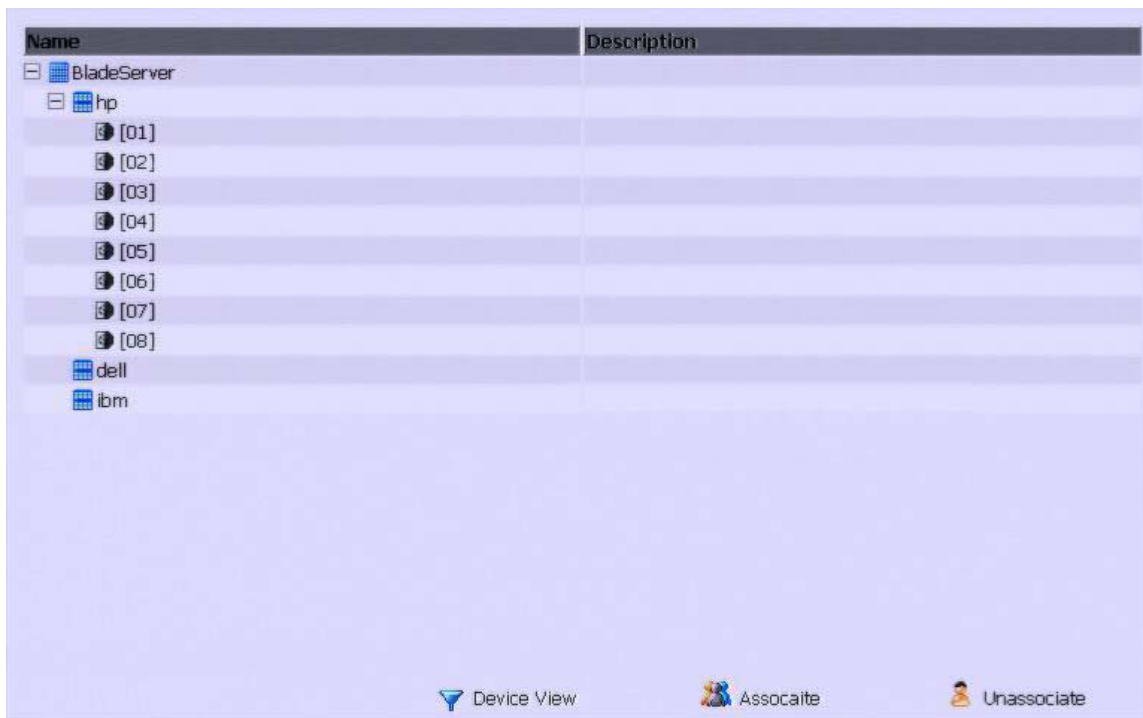 Name Description
BladeServer
hp
[01]
[02]
[03]
[04]
[05]
[06]
[07]
[08]
dell
ibm
Device View Assocaite Unassociate